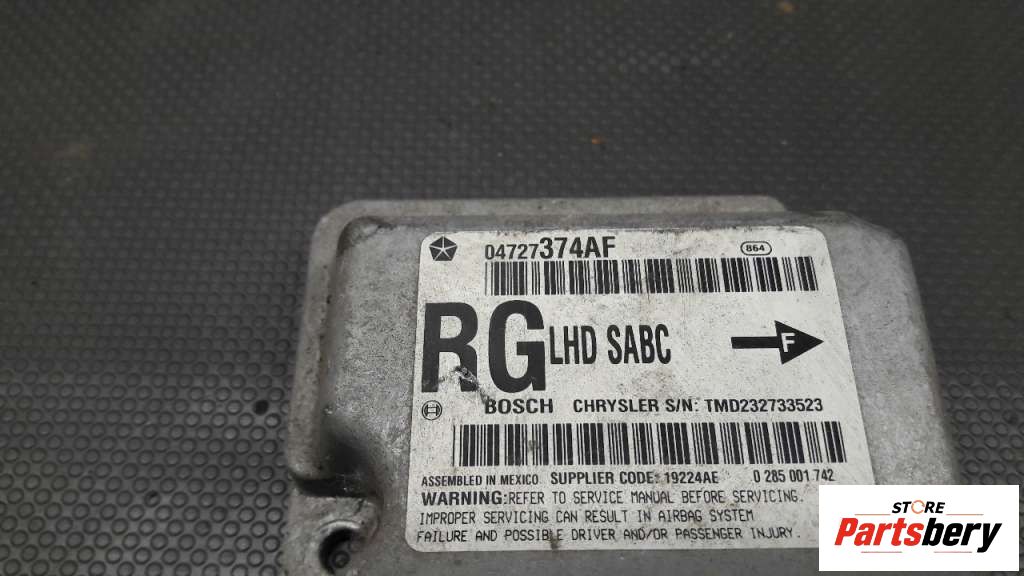 04727374AF 864
RG LHD SABC F
BOSCH CHRYSLER S/N: TMD232733523
ASSEMBLED IN MEXICO SUPPLIER CODE: 19224AE 0 285 001 742
WARNING:REFER TO SERVICE MANUAL BEFORE SERVICING.
IMPROPER SERVICING CAN RESULT IN AIRBAG SYSTEM
FAILURE AND POSSIBLE DRIVER AND/OR PASSENGER INJURY.
STORE
Partsbery